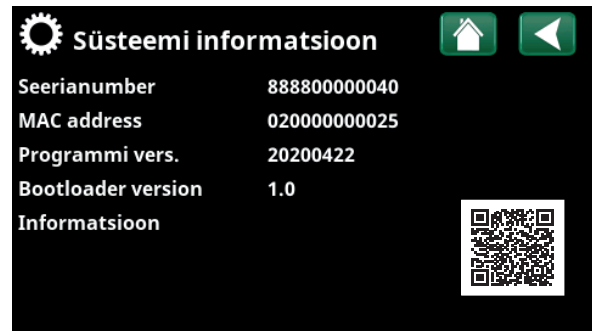 Süsteemi informatsioon
Seerianumber 888800000040
MAC address 020000000025
Programmi vers. 20200422
Bootloader version 1.0
Informatsioon